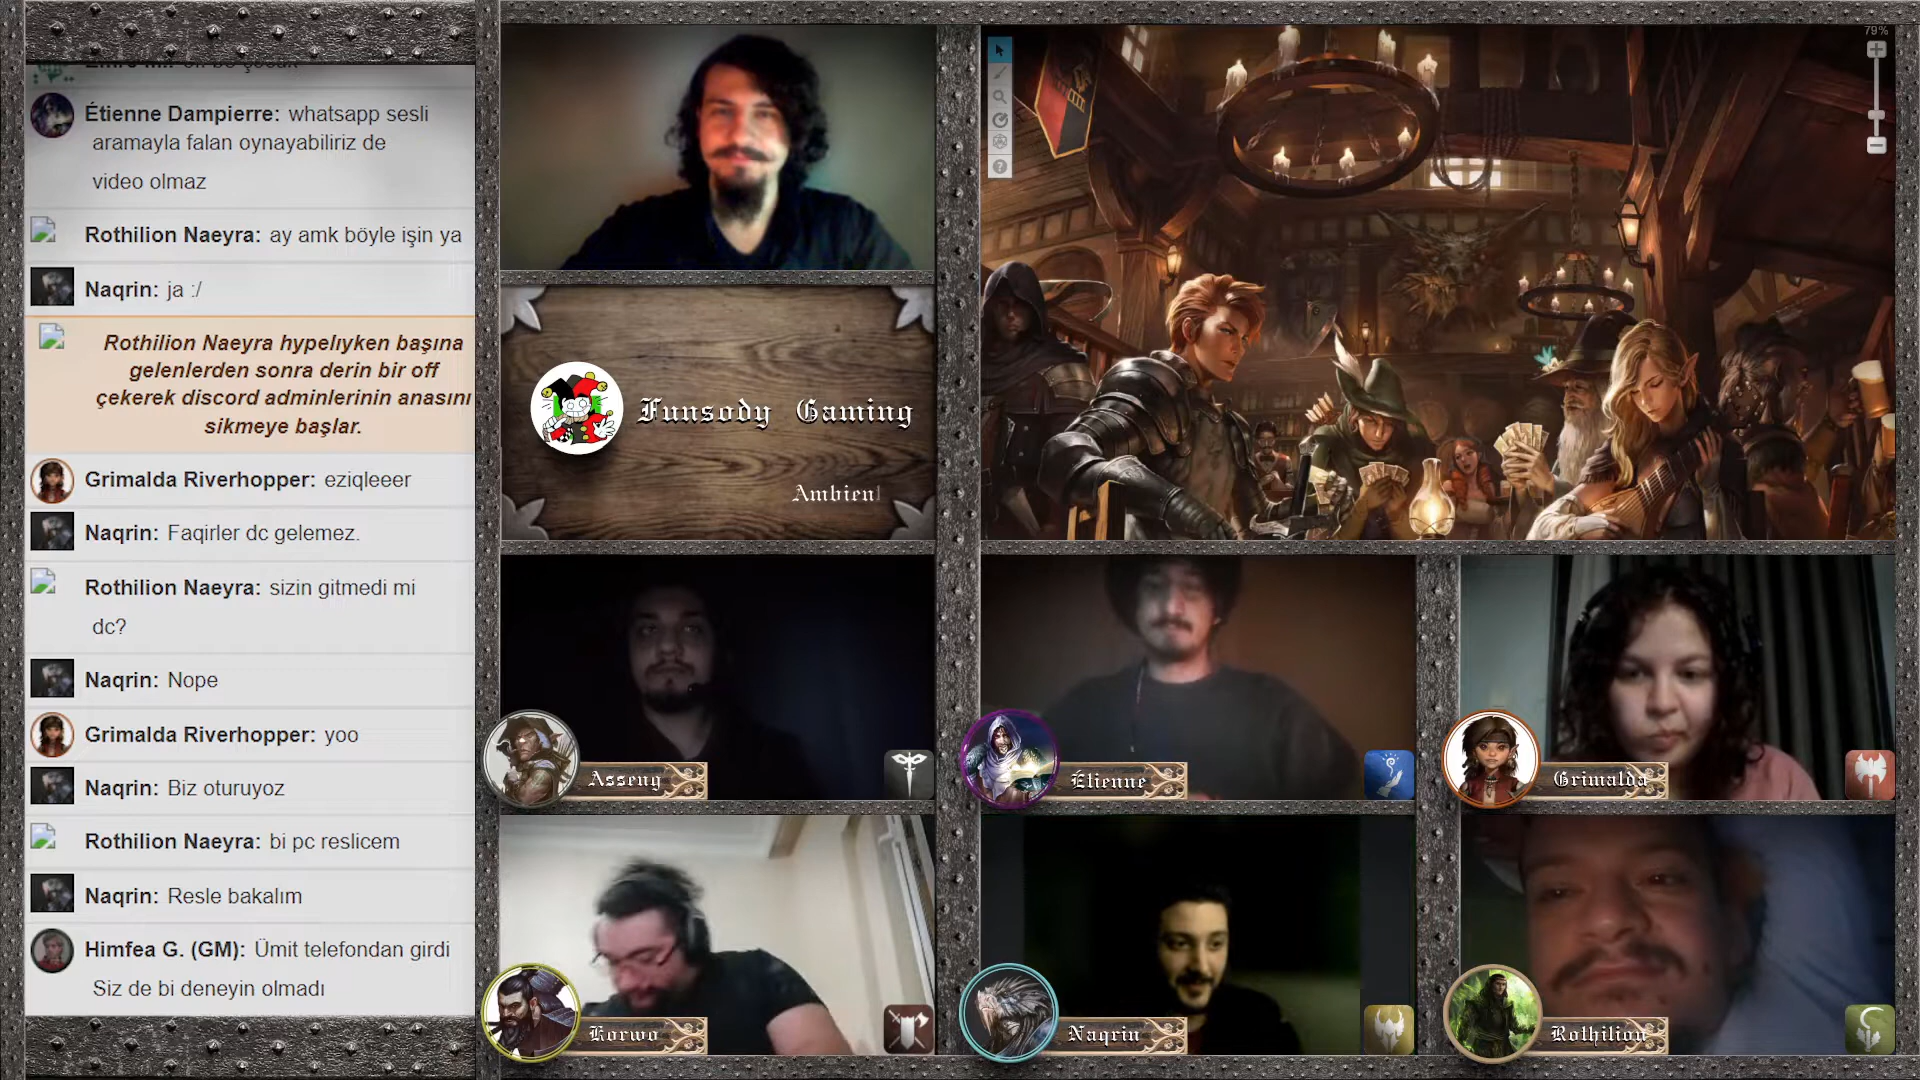 Étienne Dampierre: whatsapp sesli
aramayla falan oynayabiliriz de
video olmaz
Rothilion Naeyra: ay amk böyle işin ya
Naqrin: ja :/
Rothilion Naeyra hypelıyken başına
gelenlerden sonra derin bir off
çekerek discord adminlerinin anasını
sikmeye başlar.
Grimalda Riverhopper: eziqleeer
Naqrin: Faqirler dc gelemez.
Rothilion Naeyra: sizin gitmedi mi
dc?
Naqrin: Nope
Grimalda Riverhopper: yoo
Naqrin: Biz oturuyoz
Rothilion Naeyra: bi pc reslicem
Naqrin: Resle bakalım
Himfea G. (GM): Ümit telefondan girdi
Siz de bi deneyin olmadı
Funsody Gaming
Ambien
79%
Asseng
Étienne
Grimalda
Korwo
Naqrin
Rothilion